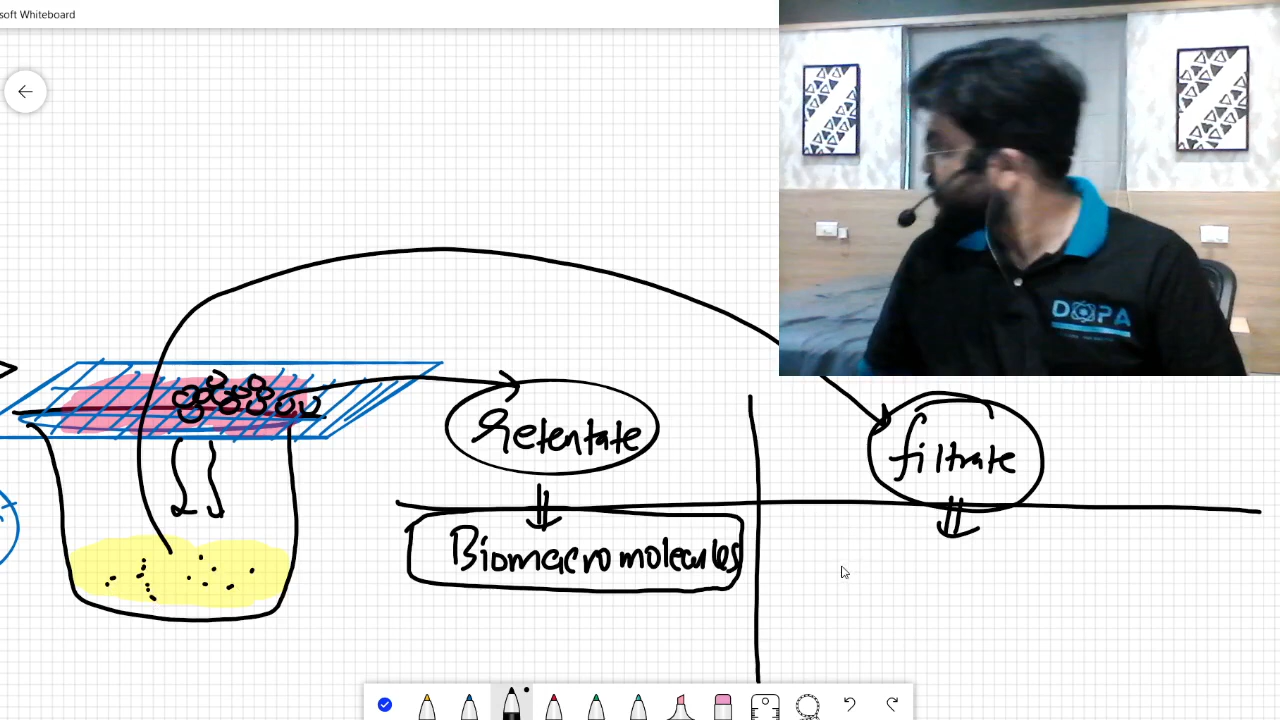 soft Whiteboard
DOPA
Retentate
filtrate
Biomacromolecules